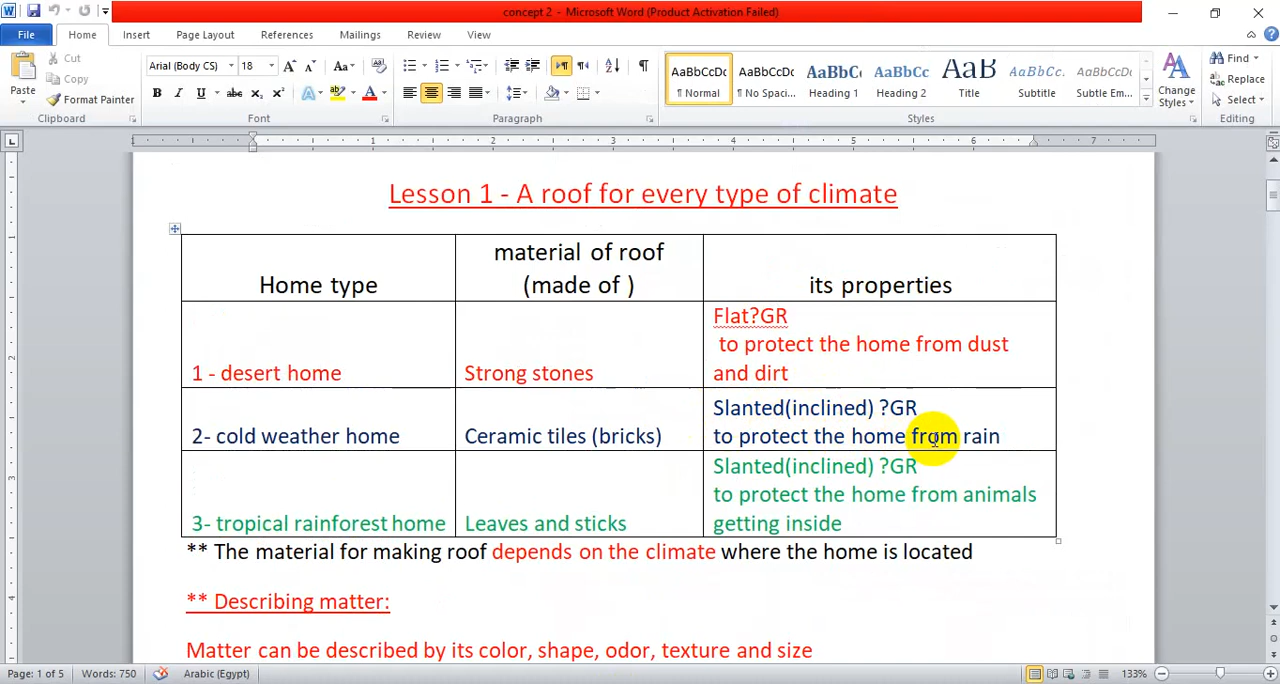 concept 2 - Microsoft Word (Product Activation Failed)
File Home Insert Page Layout References Mailings Review View
Cut
Copy
Format Painter
Paste
Clipboard
Arial (Body CS) 18
Font
Paragraph
AaBbCcDc AaBbCcDc AaBbC AaBbCc AaB AaBbCc. AaBbCcDc
¶ Normal ¶ No Spaci... Heading 1 Heading 2 Title Subtitle Subtle Em...
Change
Styles
Styles
Find
Replace
Select
Editing
Lesson 1 - A roof for every type of climate
Home type
material of roof
(made of )
its properties
1 - desert home
Strong stones
Flat?GR
to protect the home from dust
and dirt
2- cold weather home
Ceramic tiles (bricks)
Slanted(inclined) ?GR
to protect the home from rain
3- tropical rainforest home
Leaves and sticks
Slanted(inclined) ?GR
to protect the home from animals
getting inside
** The material for making roof depends on the climate where the home is located
** Describing matter:
Matter can be described by its color, shape, odor, texture and size
Page: 1 of 5 Words: 750 Arabic (Egypt) 133%